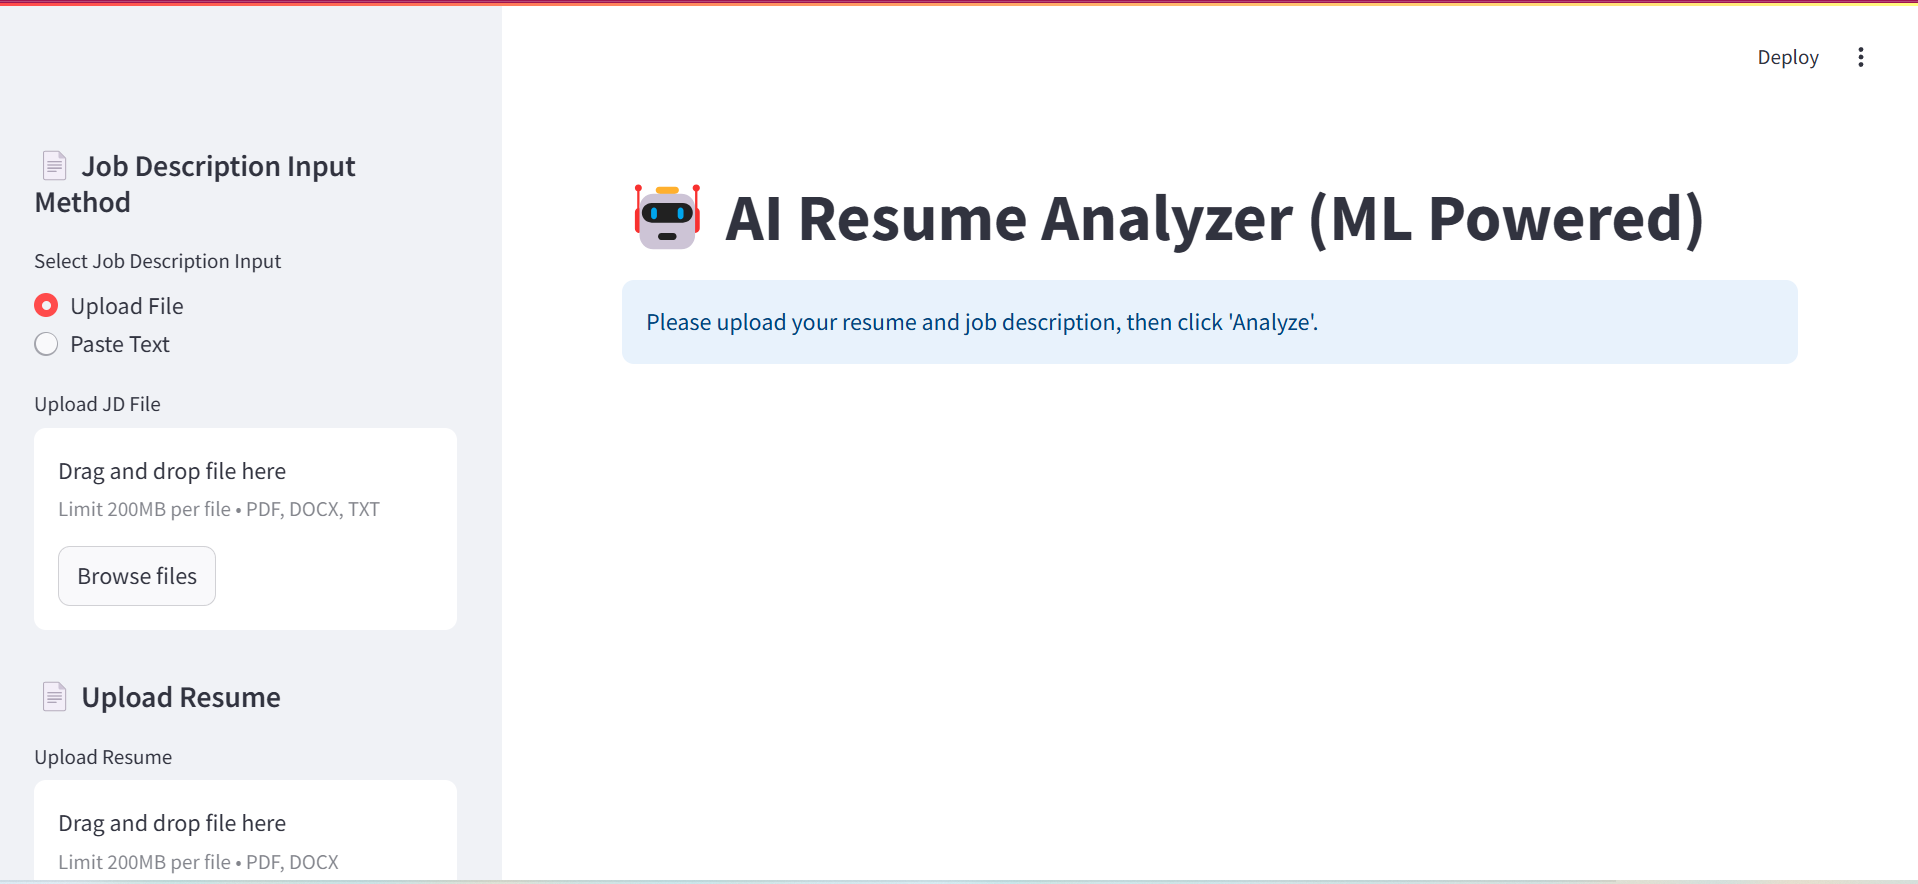 Deploy
Job Description Input
Method
Select Job Description Input
Upload File
Paste Text
Upload JD File
Drag and drop file here
Limit 200MB per file • PDF, DOCX, TXT
Browse files
Upload Resume
Upload Resume
Drag and drop file here
Limit 200MB per file • PDF, DOCX
AI Resume Analyzer (ML Powered)
Please upload your resume and job description, then click 'Analyze'.